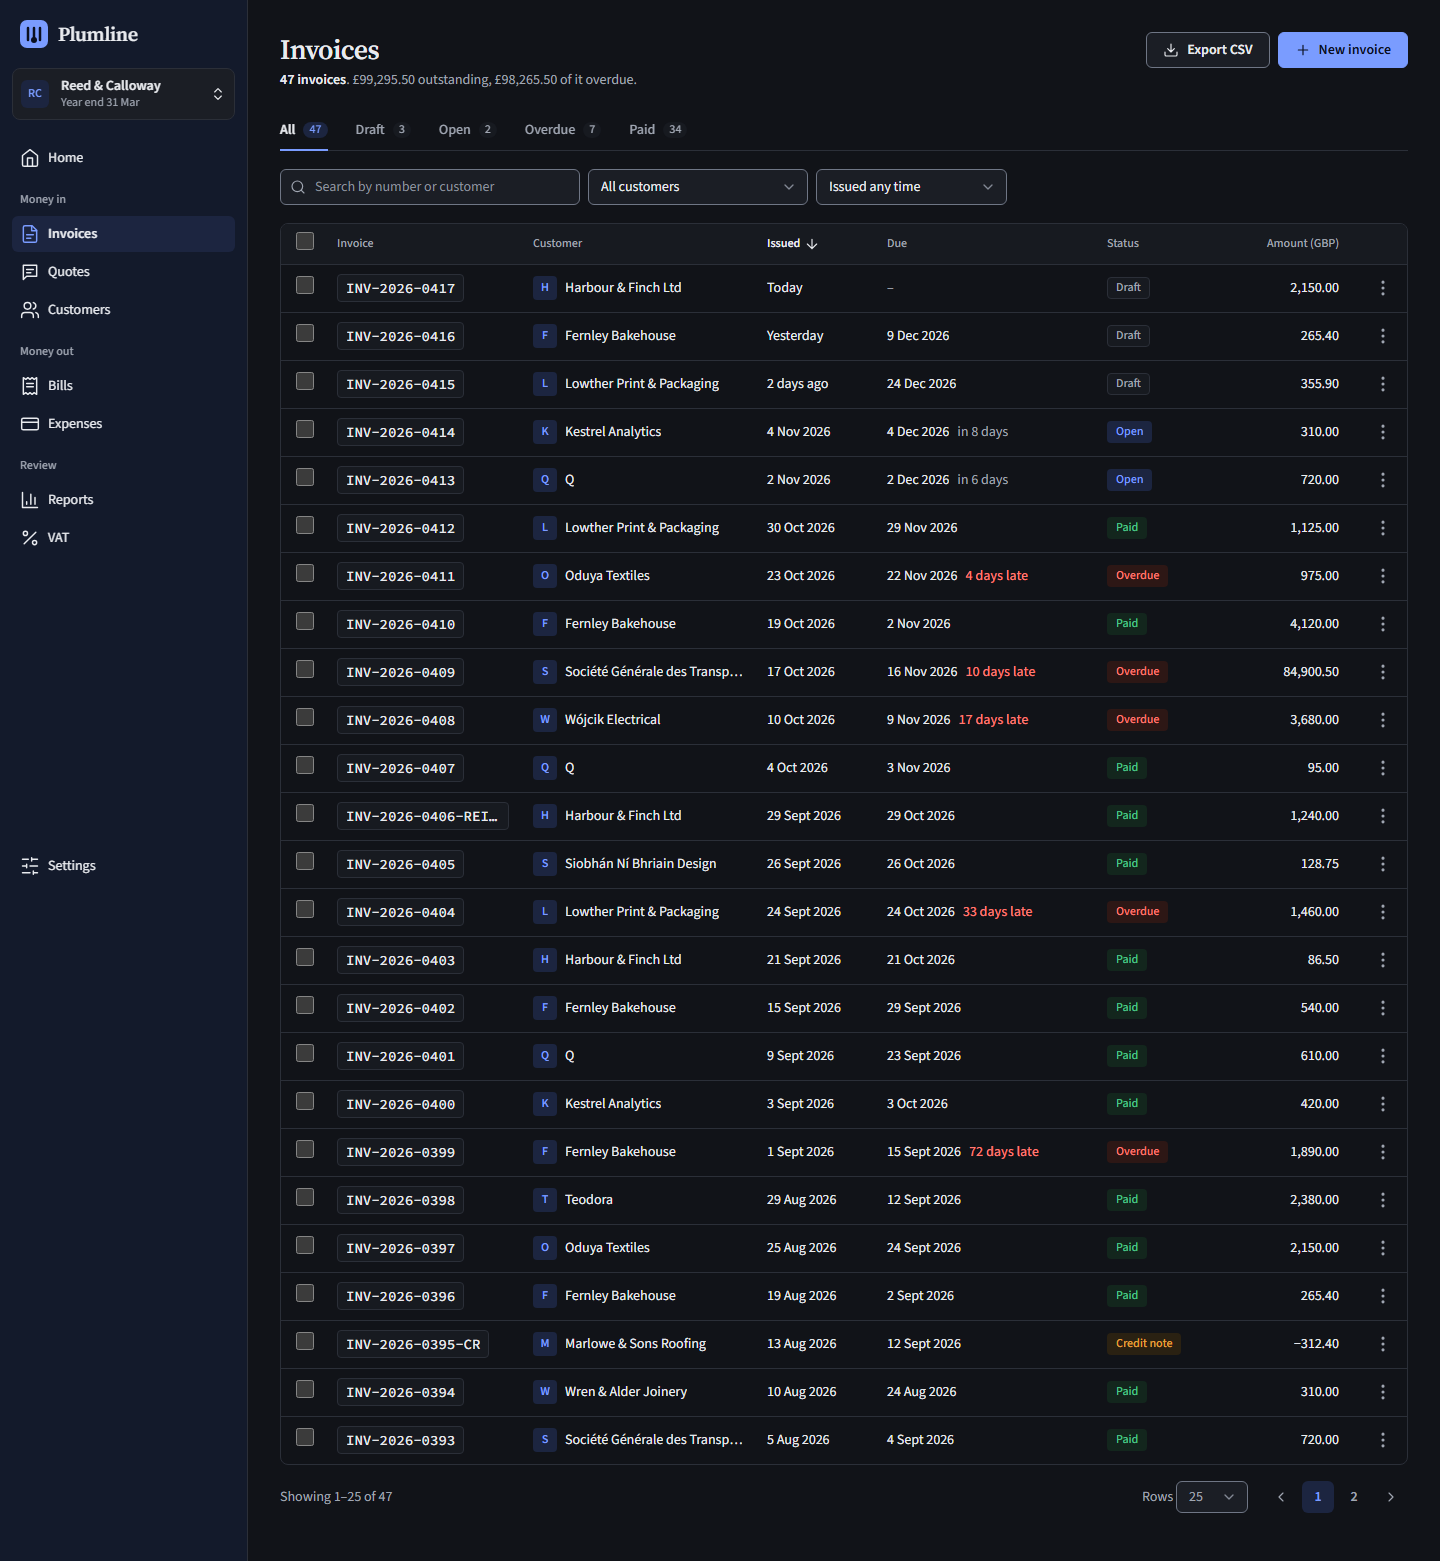 Plumline
RC Reed & Calloway
Year end 31 Mar
Home
Money in
Invoices
Quotes
Customers
Money out
Bills
Expenses
Review
Reports
VAT
Settings
Invoices
47 invoices. £99,295.50 outstanding, £98,265.50 of it overdue.
Export CSV
New invoice
All 47 Draft 3 Open 2 Overdue 7 Paid 34
Search by number or customer All customers Issued any time
Invoice Customer Issued Due Status Amount (GBP)
INV-2026-0417 H Harbour & Finch Ltd Today – Draft 2,150.00
INV-2026-0416 F Fernley Bakehouse Yesterday 9 Dec 2026 Draft 265.40
INV-2026-0415 L Lowther Print & Packaging 2 days ago 24 Dec 2026 Draft 355.90
INV-2026-0414 K Kestrel Analytics 4 Nov 2026 4 Dec 2026 in 8 days Open 310.00
INV-2026-0413 Q Q 2 Nov 2026 2 Dec 2026 in 6 days Open 720.00
INV-2026-0412 L Lowther Print & Packaging 30 Oct 2026 29 Nov 2026 Paid 1,125.00
INV-2026-0411 O Oduya Textiles 23 Oct 2026 22 Nov 2026 4 days late Overdue 975.00
INV-2026-0410 F Fernley Bakehouse 19 Oct 2026 2 Nov 2026 Paid 4,120.00
INV-2026-0409 S Société Générale des Transp… 17 Oct 2026 16 Nov 2026 10 days late Overdue 84,900.50
INV-2026-0408 W Wójcik Electrical 10 Oct 2026 9 Nov 2026 17 days late Overdue 3,680.00
INV-2026-0407 Q Q 4 Oct 2026 3 Nov 2026 Paid 95.00
INV-2026-0406-REI… H Harbour & Finch Ltd 29 Sept 2026 29 Oct 2026 Paid 1,240.00
INV-2026-0405 S Siobhán Ní Bhriain Design 26 Sept 2026 26 Oct 2026 Paid 128.75
INV-2026-0404 L Lowther Print & Packaging 24 Sept 2026 24 Oct 2026 33 days late Overdue 1,460.00
INV-2026-0403 H Harbour & Finch Ltd 21 Sept 2026 21 Oct 2026 Paid 86.50
INV-2026-0402 F Fernley Bakehouse 15 Sept 2026 29 Sept 2026 Paid 540.00
INV-2026-0401 Q Q 9 Sept 2026 23 Sept 2026 Paid 610.00
INV-2026-0400 K Kestrel Analytics 3 Sept 2026 3 Oct 2026 Paid 420.00
INV-2026-0399 F Fernley Bakehouse 1 Sept 2026 15 Sept 2026 72 days late Overdue 1,890.00
INV-2026-0398 T Teodora 29 Aug 2026 12 Sept 2026 Paid 2,380.00
INV-2026-0397 O Oduya Textiles 25 Aug 2026 24 Sept 2026 Paid 2,150.00
INV-2026-0396 F Fernley Bakehouse 19 Aug 2026 2 Sept 2026 Paid 265.40
INV-2026-0395-CR M Marlowe & Sons Roofing 13 Aug 2026 12 Sept 2026 Credit note −312.40
INV-2026-0394 W Wren & Alder Joinery 10 Aug 2026 24 Aug 2026 Paid 310.00
INV-2026-0393 S Société Générale des Transp… 5 Aug 2026 4 Sept 2026 Paid 720.00
Showing 1–25 of 47 Rows 25 1 2